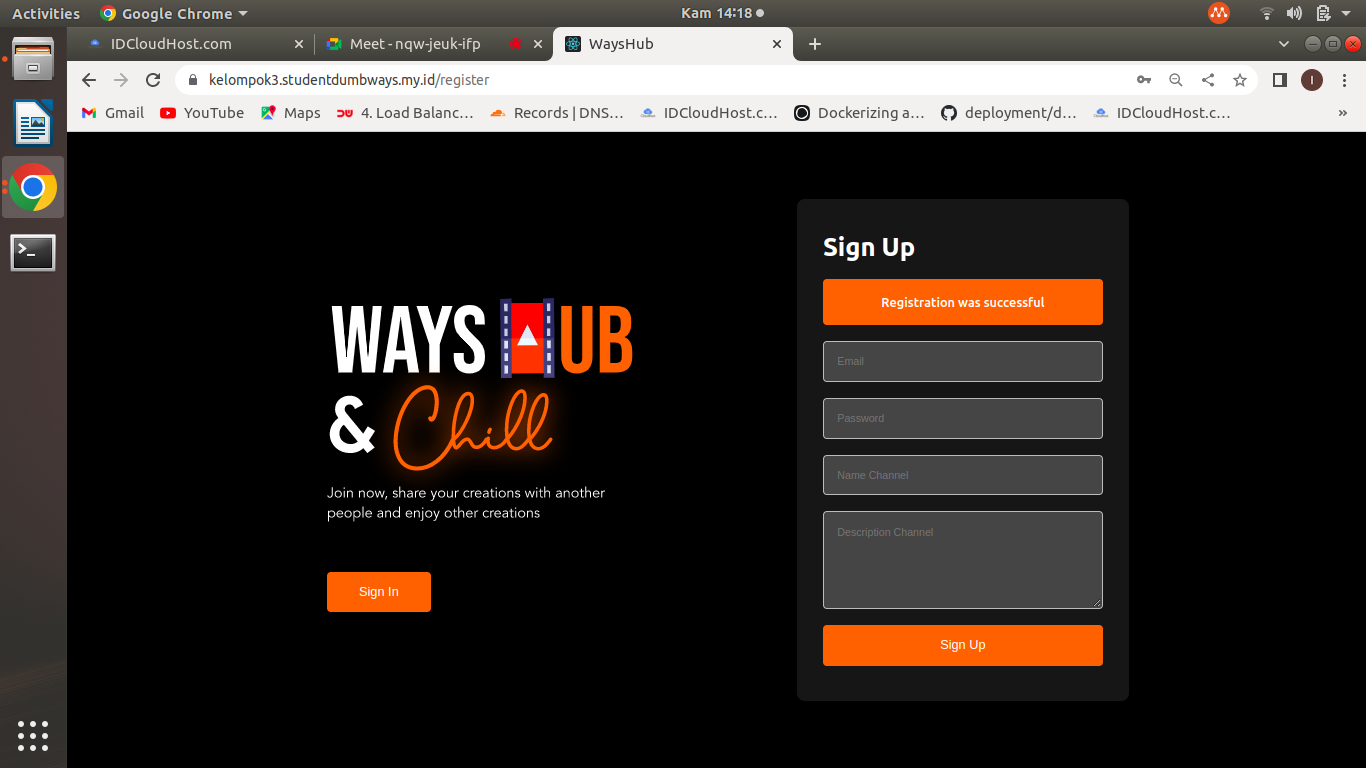 Activities
Google Chrome
Kam 14:18
IDCloudHost.com
Meet - nqw-jeuk-ifp
WaysHub
kelompok3.studentdumbways.my.id/register
Gmail
YouTube
Maps
4. Load Balanc…
Records | DNS…
IDCloudHost.c…
Dockerizing a…
deployment/d…
IDCloudHost.c…
»
I
Sign Up
Registration was successful
Email
Password
Name Channel
Description Channel
Sign Up
WAYS HUB
& Chill
Join now, share your creations with another
people and enjoy other creations
Sign In